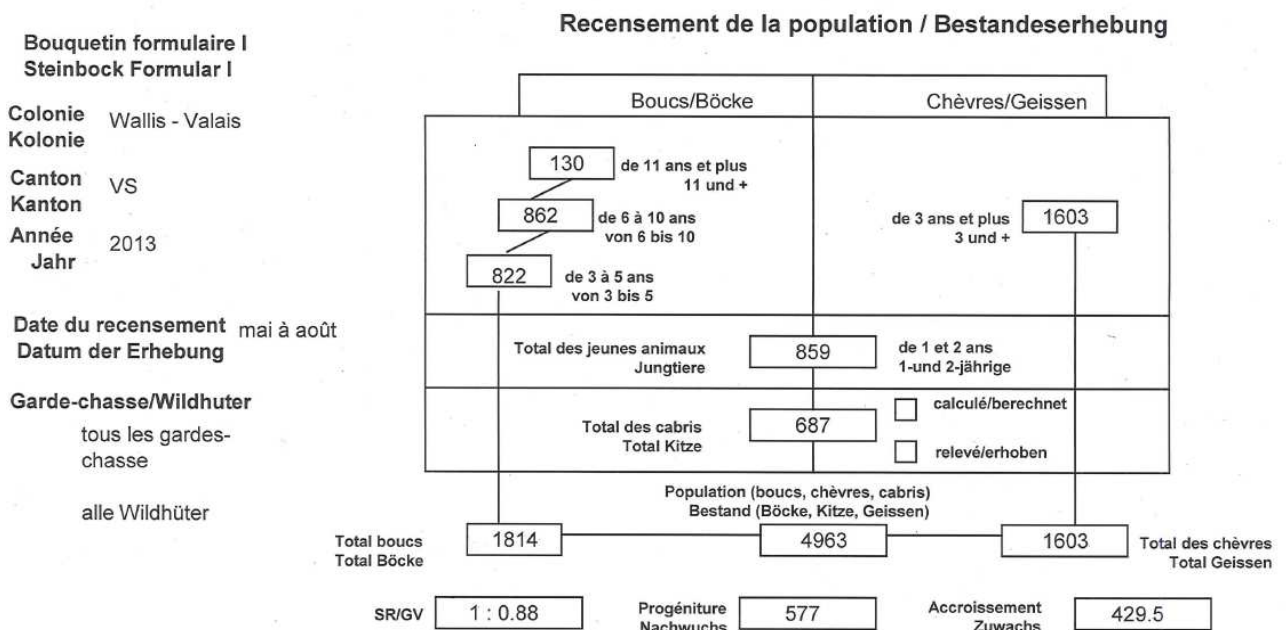 Recensement de la population / Bestandeserhebung
Bouquetin formulaire I
Steinbock Formular I
Colonie
Kolonie
Wallis - Valais
Canton
Kanton
VS
Année
Jahr
2013
Date du recensement
Datum der Erhebung
mai à août
Garde-chasse/Wildhuter
tous les gardes-
chasse
alle Wildhüter
Boucs/Böcke
Chèvres/Geissen
130
de 11 ans et plus
11 und +
862
de 6 à 10 ans
von 6 bis 10
822
de 3 à 5 ans
von 3 bis 5
de 3 ans et plus
3 und +
1603
Total des jeunes animaux
Jungtiere
859
de 1 et 2 ans
1-und 2-jährige
Total des cabris
Total Kitze
687
calculé/berechnet
relevé/erhoben
Population (boucs, chèvres, cabris)
Bestand (Böcke, Kitze, Geissen)
Total boucs
Total Böcke
1814
4963
1603
Total des chèvres
Total Geissen
SR/GV
1 : 0.88
Progéniture
Nachwuchs
577
Accroissement
Zuwachs
429.5